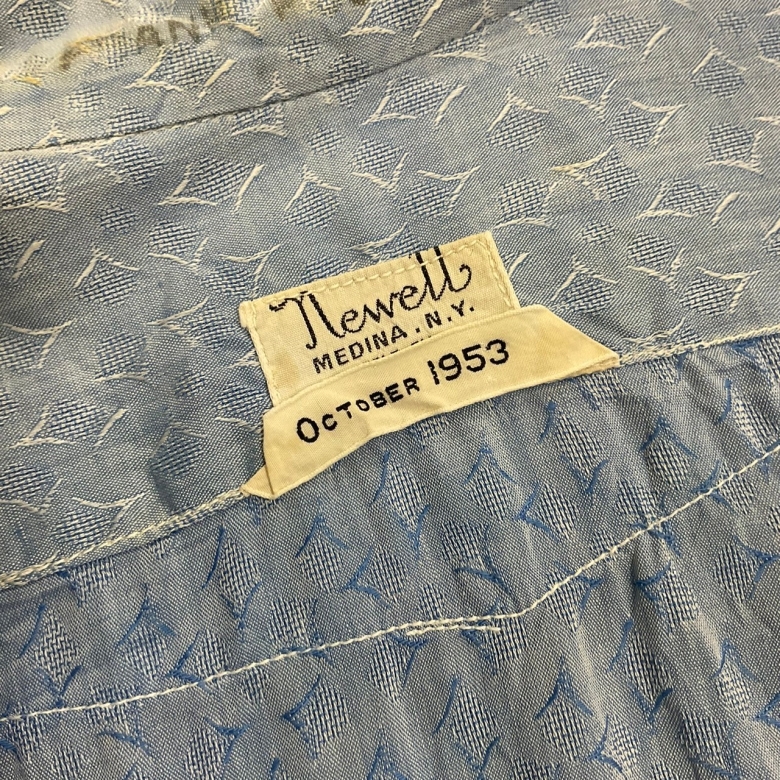 Newell
MEDINA, N.Y.
OCTOBER 1953